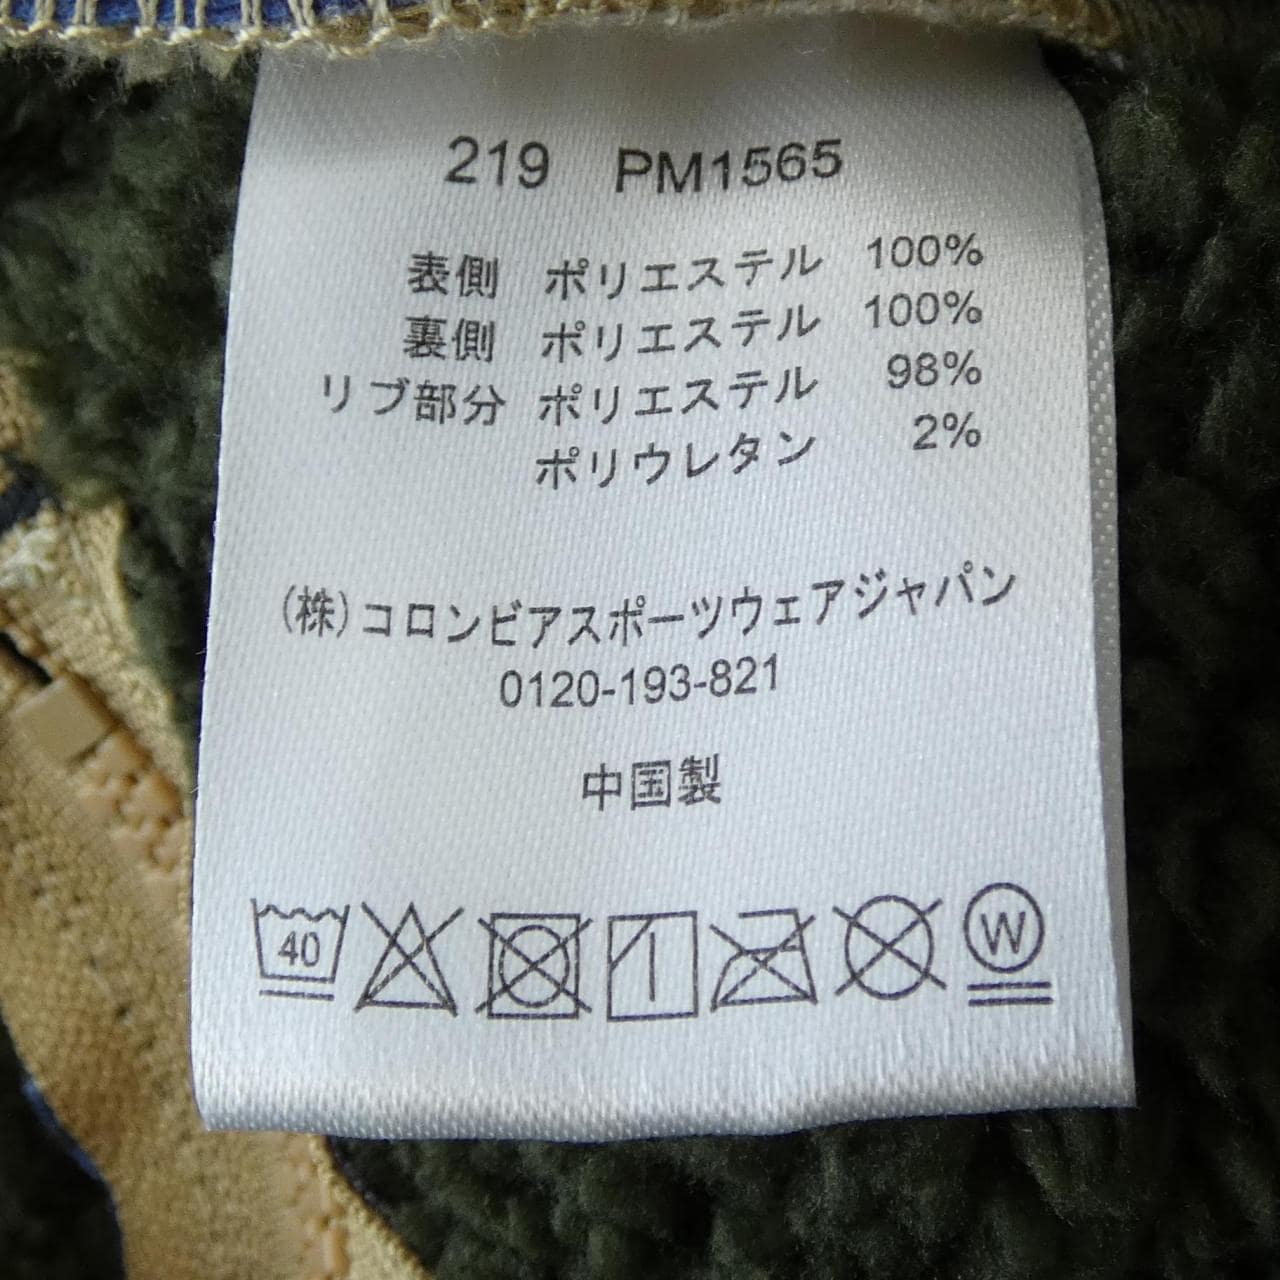 219 PM1565
表側 ポリエステル 100%
裏側 ポリエステル 100%
リブ部分 ポリエステル 98%
ポリウレタン 2%
(株)コロンビアスポーツウェアジャパン
0120-193-821
中国製
40 W